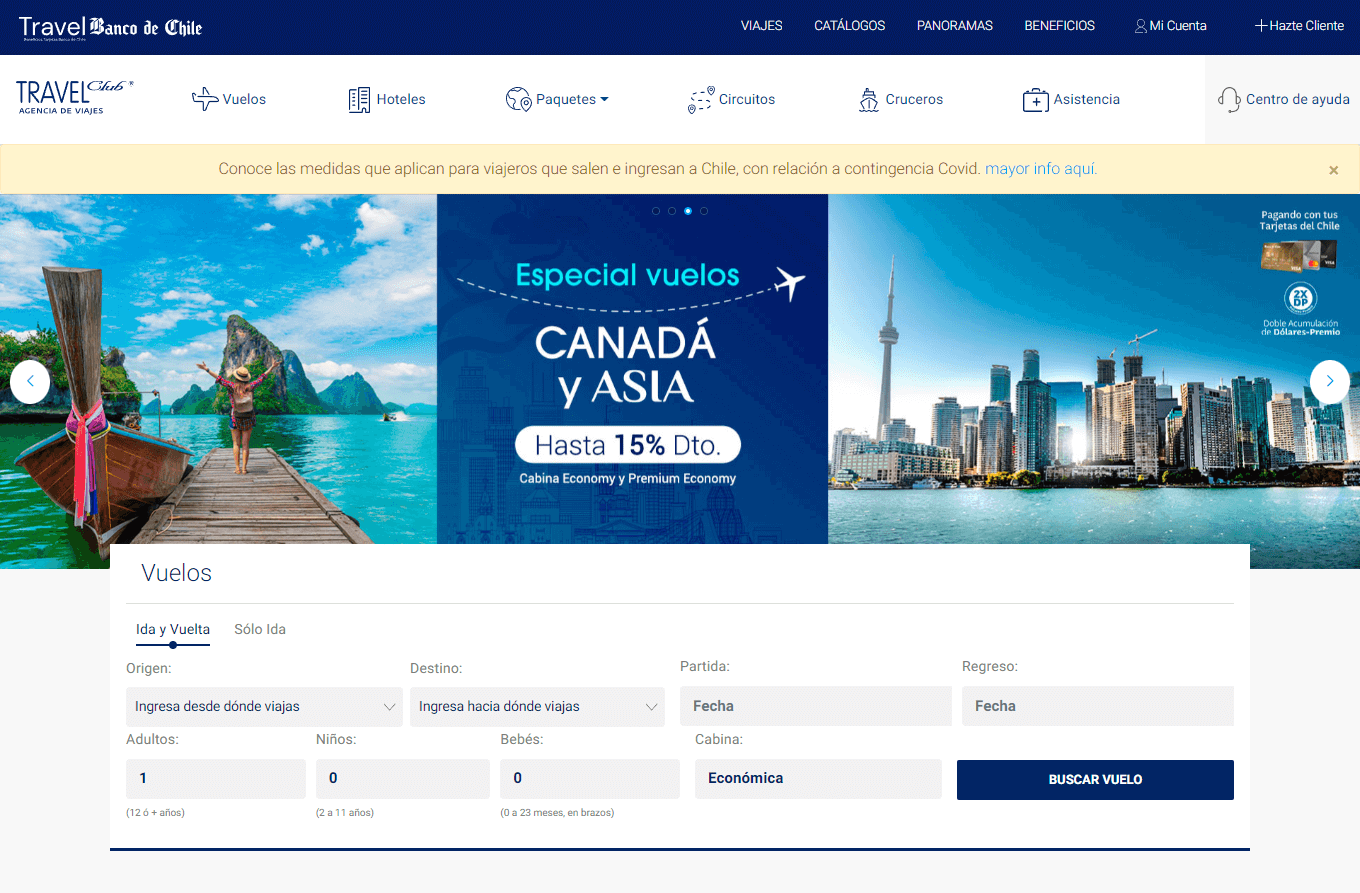 Travel Banco de Chile
VIAJES CATÁLOGOS PANORAMAS BENEFICIOS Mi Cuenta Hazte Cliente
TRAVEL Club ®
AGENCIA DE VIAJES
Vuelos Hoteles Paquetes Circuitos Cruceros Asistencia Centro de ayuda
Conoce las medidas que aplican para viajeros que salen e ingresan a Chile, con relación a contingencia Covid. mayor info aquí. ×
Especial vuelos
CANADÁ
y ASIA
Hasta 15% Dto.
Cabina Economy y Premium Economy
Pagando con tus
Tarjetas del Chile
2X
DP
Doble Acumulación
de Dólares-Premio
Vuelos
Ida y Vuelta Sólo Ida
Origen: Destino: Partida: Regreso:
Ingresa desde dónde viajas Ingresa hacia dónde viajas Fecha Fecha
Adultos: Niños: Bebés: Cabina:
1 0 0 Económica BUSCAR VUELO
(12 ó + años) (2 a 11 años) (0 a 23 meses, en brazos)